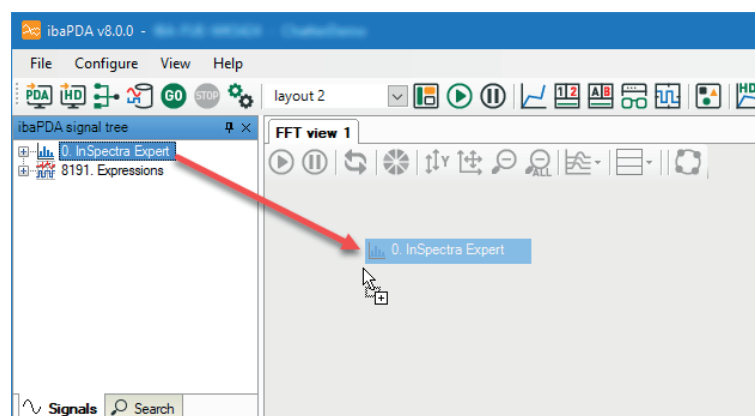 ibaPDA v8.0.0 -
File Configure View Help
PDA HD GO STOP layout 2 12 AB HD
ibaPDA signal tree
FFT view 1
0. InSpectra Expert
8191. Expressions
Y ALL
0. InSpectra Expert
Signals Search